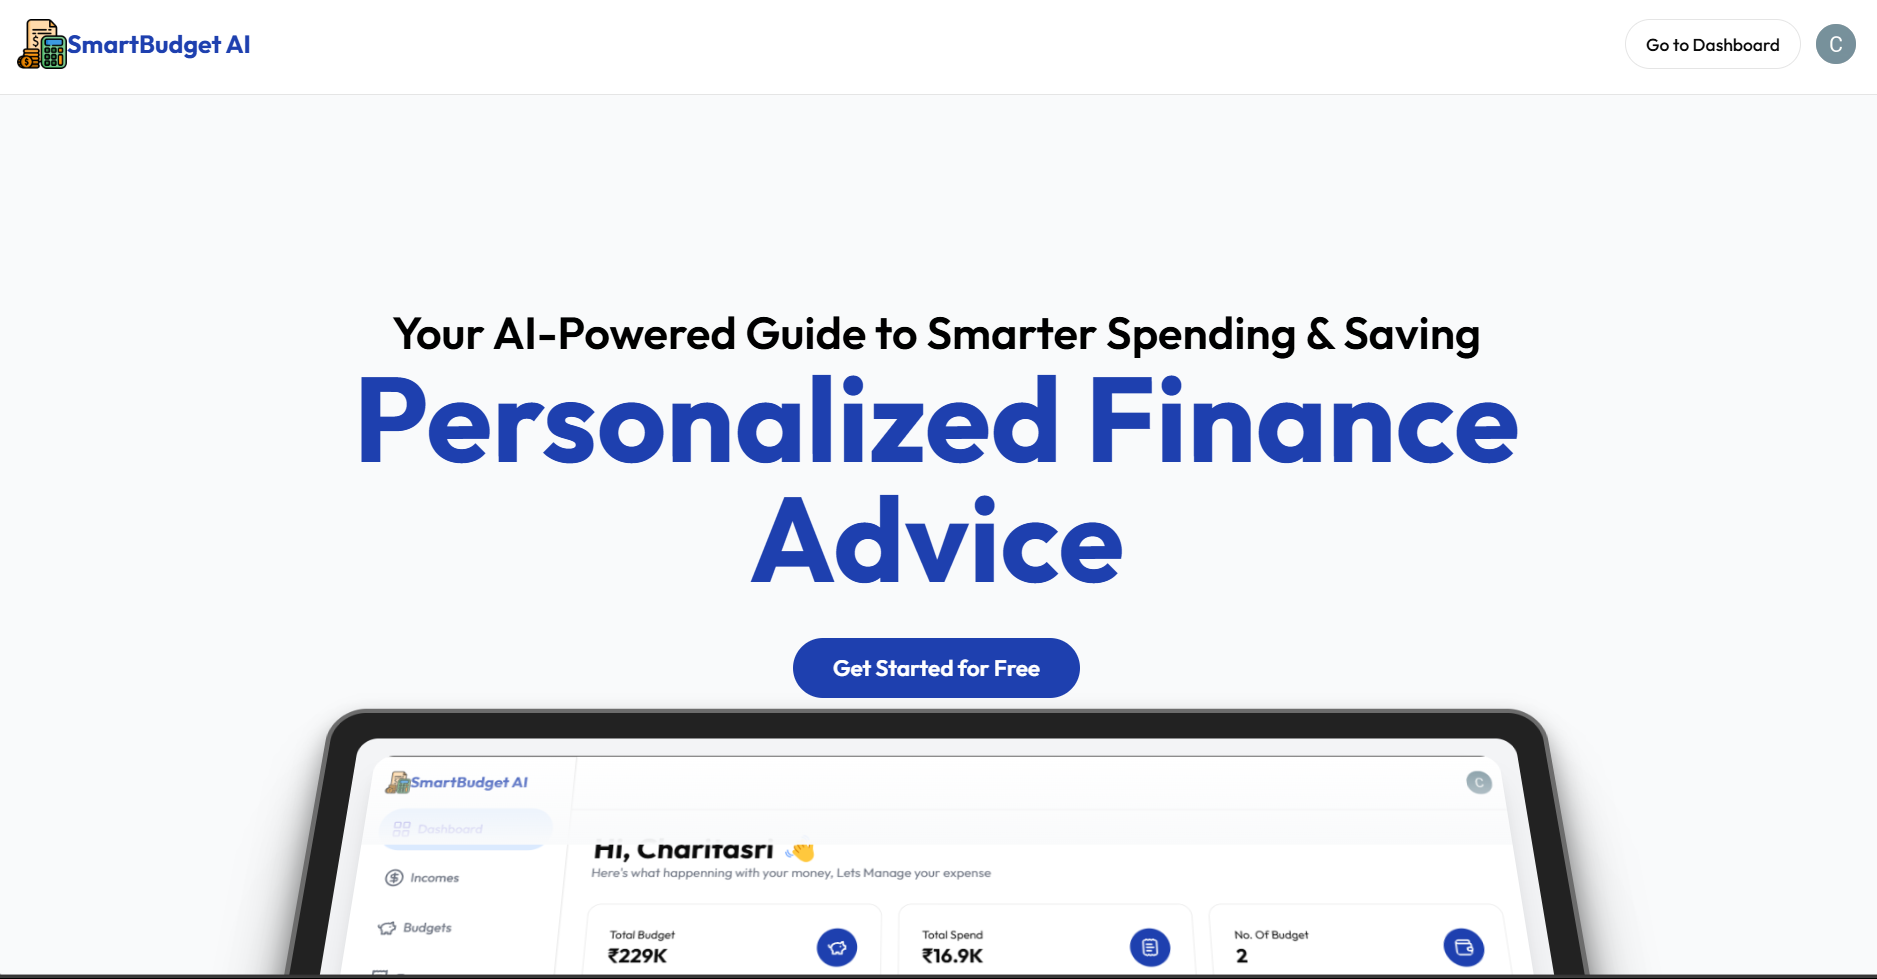 SmartBudget AI
Go to Dashboard
C
Your AI-Powered Guide to Smarter Spending & Saving
Personalized Finance
Advice
Get Started for Free
SmartBudget AI
C
Dashboard
Hi, Charitasri 👋
Here's what happenning with your money, Lets Manage your expense
Incomes
Budgets
Total Budget
₹229K
Total Spend
₹16.9K
No. Of Budget
2